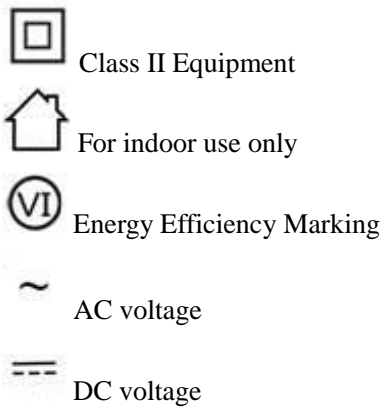 Class II Equipment
For indoor use only
VI Energy Efficiency Marking
~ AC voltage
DC voltage